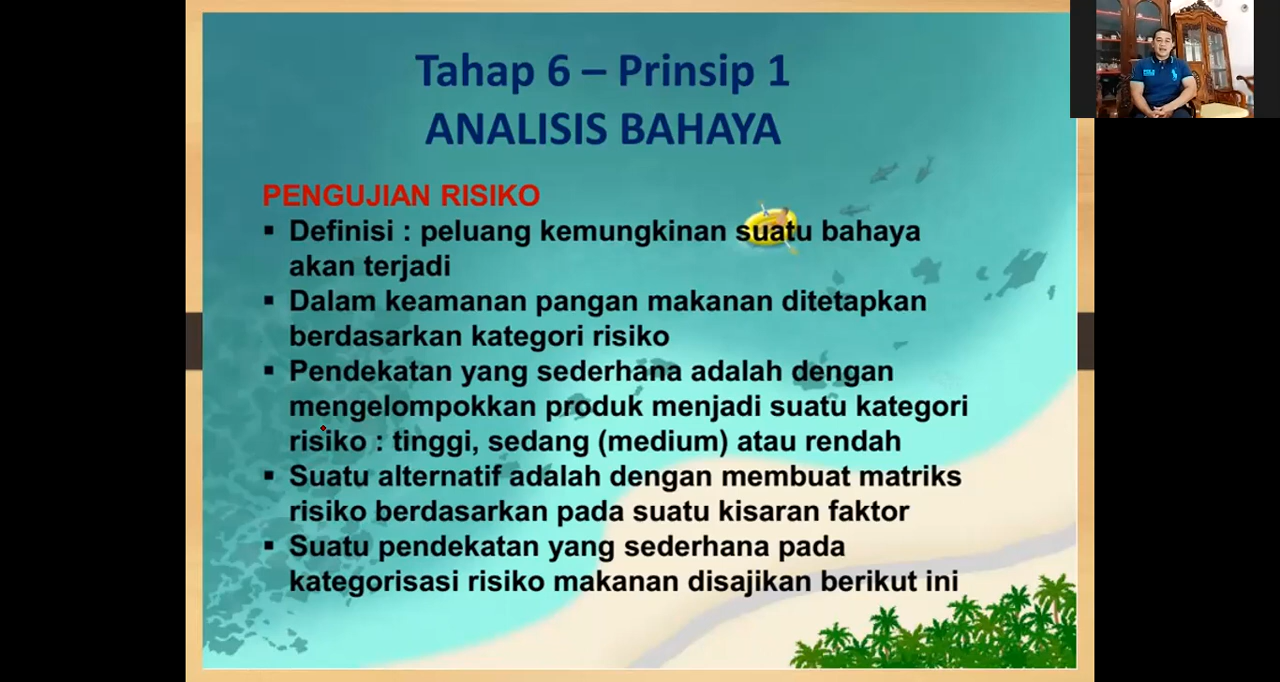 Tahap 6 – Prinsip 1
ANALISIS BAHAYA
PENGUJIAN RISIKO
▪ Definisi : peluang kemungkinan suatu bahaya
akan terjadi
▪ Dalam keamanan pangan makanan ditetapkan
berdasarkan kategori risiko
▪ Pendekatan yang sederhana adalah dengan
mengelompokkan produk menjadi suatu kategori
risiko : tinggi, sedang (medium) atau rendah
▪ Suatu alternatif adalah dengan membuat matriks
risiko berdasarkan pada suatu kisaran faktor
▪ Suatu pendekatan yang sederhana pada
kategorisasi risiko makanan disajikan berikut ini